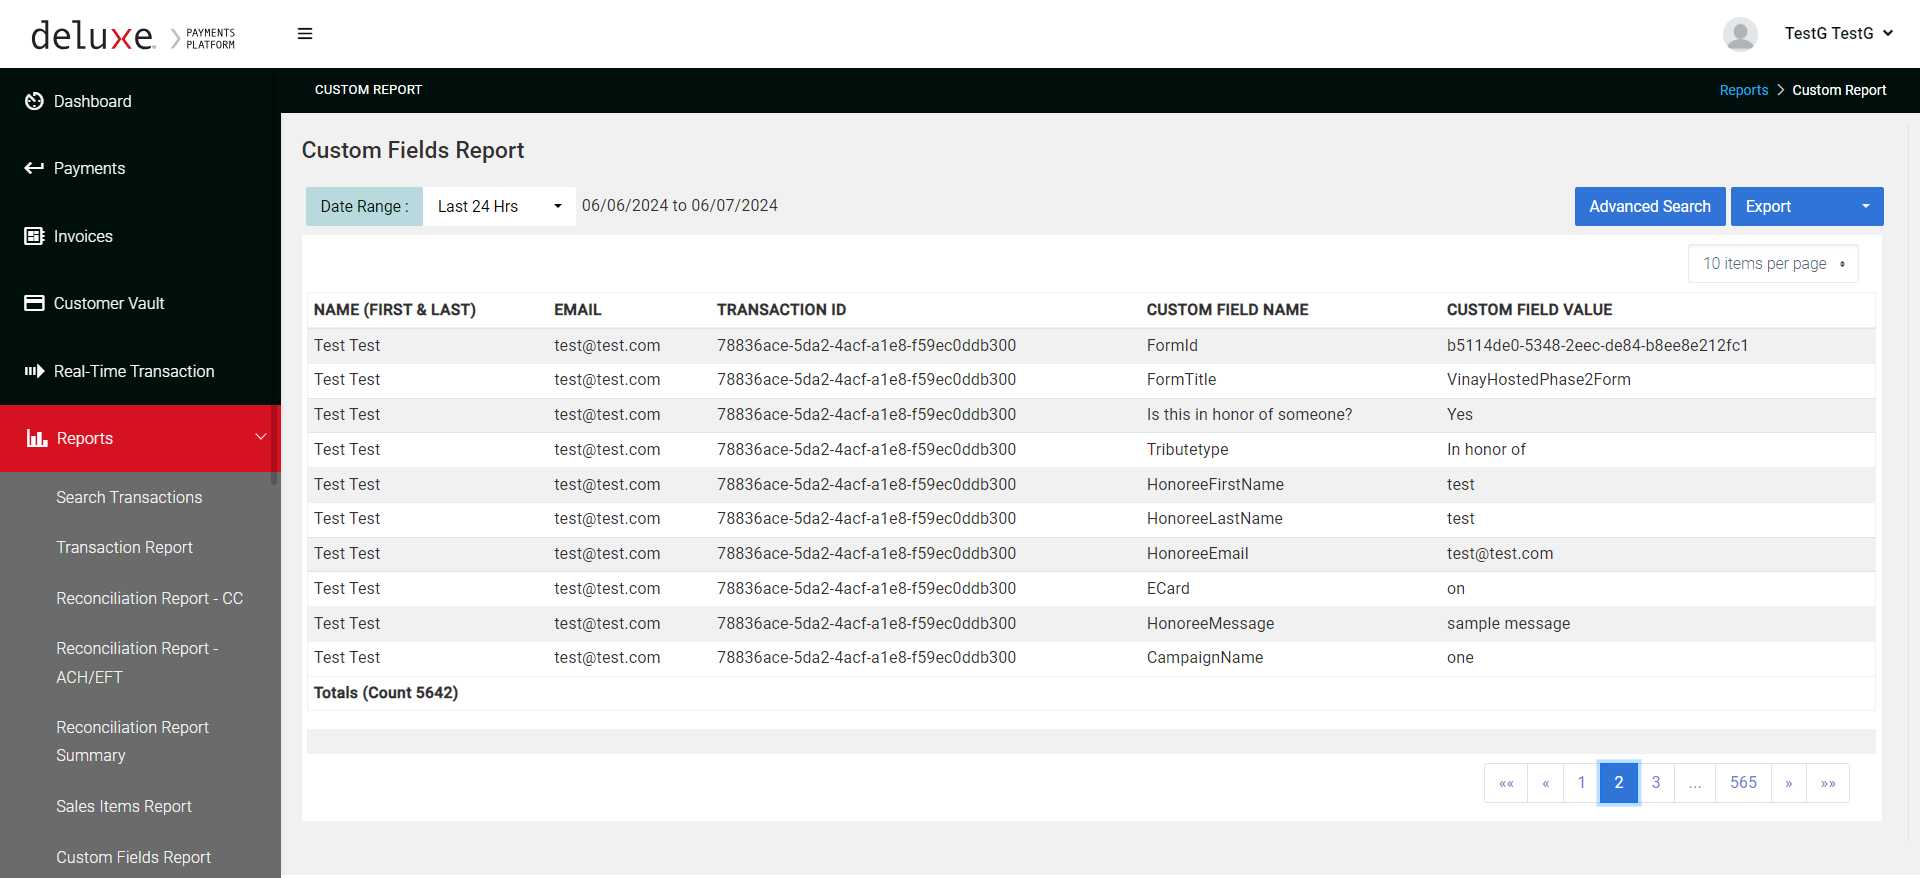 deluxe. PAYMENTS PLATFORM
TestG TestG
CUSTOM REPORT
Reports > Custom Report
Dashboard
Payments
Invoices
Customer Vault
Real-Time Transaction
Reports
Search Transactions
Transaction Report
Reconciliation Report - CC
Reconciliation Report -
ACH/EFT
Reconciliation Report
Summary
Sales Items Report
Custom Fields Report
Custom Fields Report
Date Range : Last 24 Hrs 06/06/2024 to 06/07/2024 Advanced Search Export
10 items per page
NAME (FIRST & LAST) EMAIL TRANSACTION ID CUSTOM FIELD NAME CUSTOM FIELD VALUE
Test Test test@test.com 78836ace-5da2-4acf-a1e8-f59ec0ddb300 FormId b5114de0-5348-2eec-de84-b8ee8e212fc1
Test Test test@test.com 78836ace-5da2-4acf-a1e8-f59ec0ddb300 FormTitle VinayHostedPhase2Form
Test Test test@test.com 78836ace-5da2-4acf-a1e8-f59ec0ddb300 Is this in honor of someone? Yes
Test Test test@test.com 78836ace-5da2-4acf-a1e8-f59ec0ddb300 Tributetype In honor of
Test Test test@test.com 78836ace-5da2-4acf-a1e8-f59ec0ddb300 HonoreeFirstName test
Test Test test@test.com 78836ace-5da2-4acf-a1e8-f59ec0ddb300 HonoreeLastName test
Test Test test@test.com 78836ace-5da2-4acf-a1e8-f59ec0ddb300 HonoreeEmail test@test.com
Test Test test@test.com 78836ace-5da2-4acf-a1e8-f59ec0ddb300 ECard on
Test Test test@test.com 78836ace-5da2-4acf-a1e8-f59ec0ddb300 HonoreeMessage sample message
Test Test test@test.com 78836ace-5da2-4acf-a1e8-f59ec0ddb300 CampaignName one
Totals (Count 5642)
«« « 1 2 3 ... 565 » »»